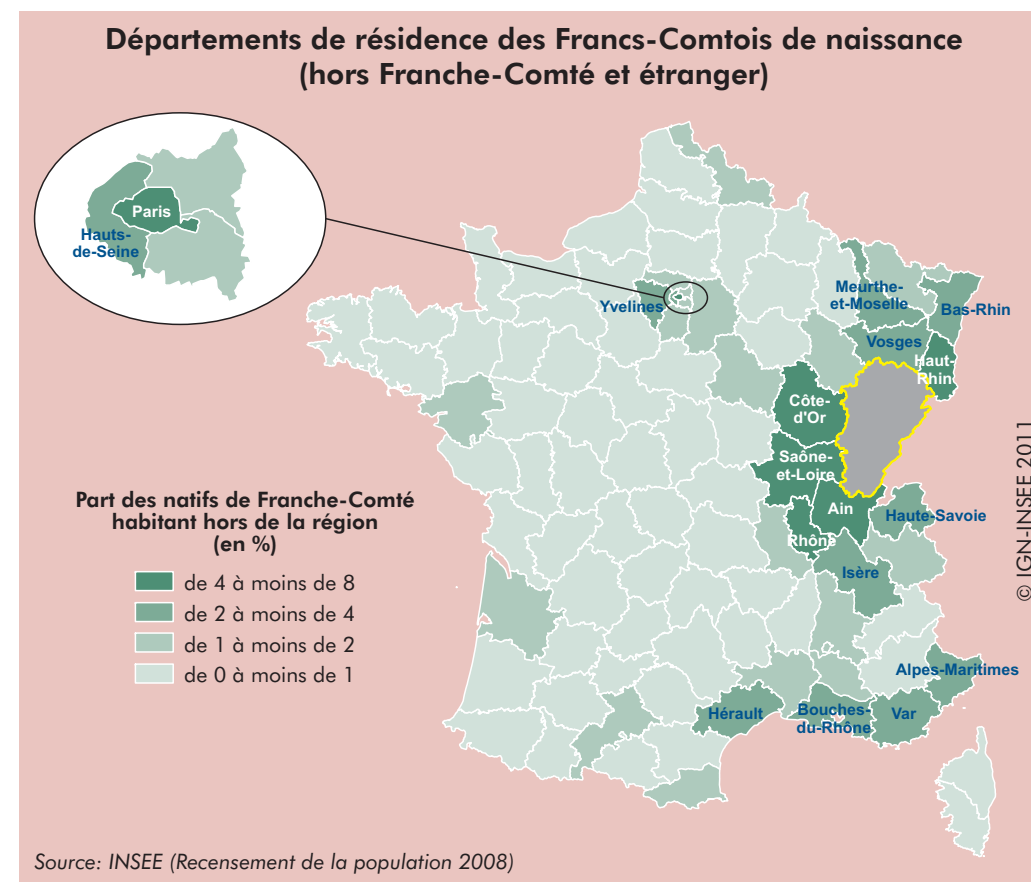 Départements de résidence des Francs-Comtois de naissance
(hors Franche-Comté et étranger)
Paris
Hauts-
de-Seine
Yvelines
Meurthe-
et-Moselle
Bas-Rhin
Vosges
Haut-
Rhin
Côte-
d'Or
Saône-
et-Loire
Ain
Haute-Savoie
Rhône
Isère
Alpes-Maritimes
Hérault
Bouches-
du-Rhône
Var
Part des natifs de Franche-Comté
habitant hors de la région
(en %)
de 4 à moins de 8
de 2 à moins de 4
de 1 à moins de 2
de 0 à moins de 1
© IGN-INSEE 2011
Source: INSEE (Recensement de la population 2008)